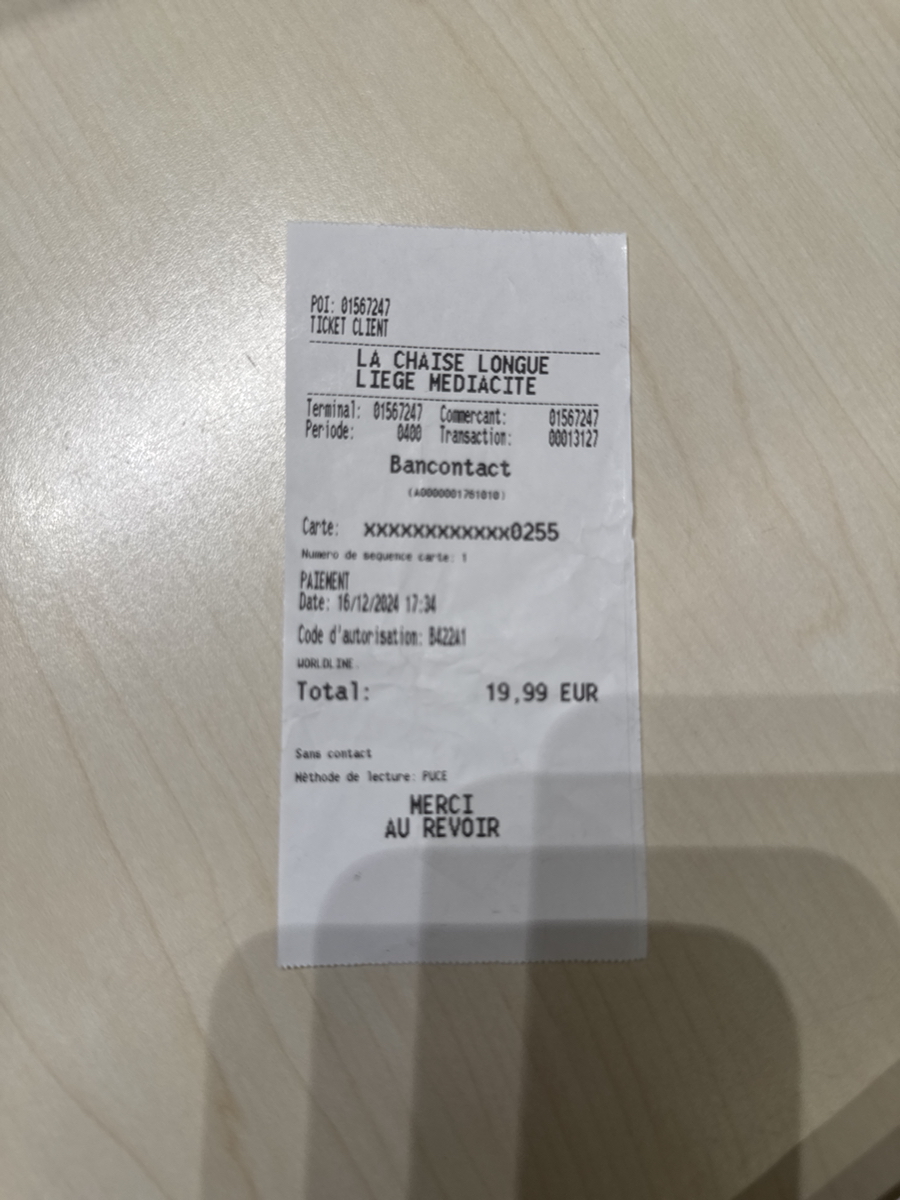 POI: 01567247
TICKET CLIENT
LA CHAISE LONGUE
LIEGE MEDIACITE
Terminal: 01567247 Commercant: 01567247
Periode: 0400 Transaction: 00013127
Bancontact
(A0000001761010)
Carte: xxxxxxxxxxxxx0255
Numero de sequence carte: 1
PAIEMENT
Date: 16/12/2024 17:34
Code d'autorisation: B422A1
WORLDLINE
Total: 19,99 EUR
Sans contact
Méthode de lecture: PUCE
MERCI
AU REVOIR